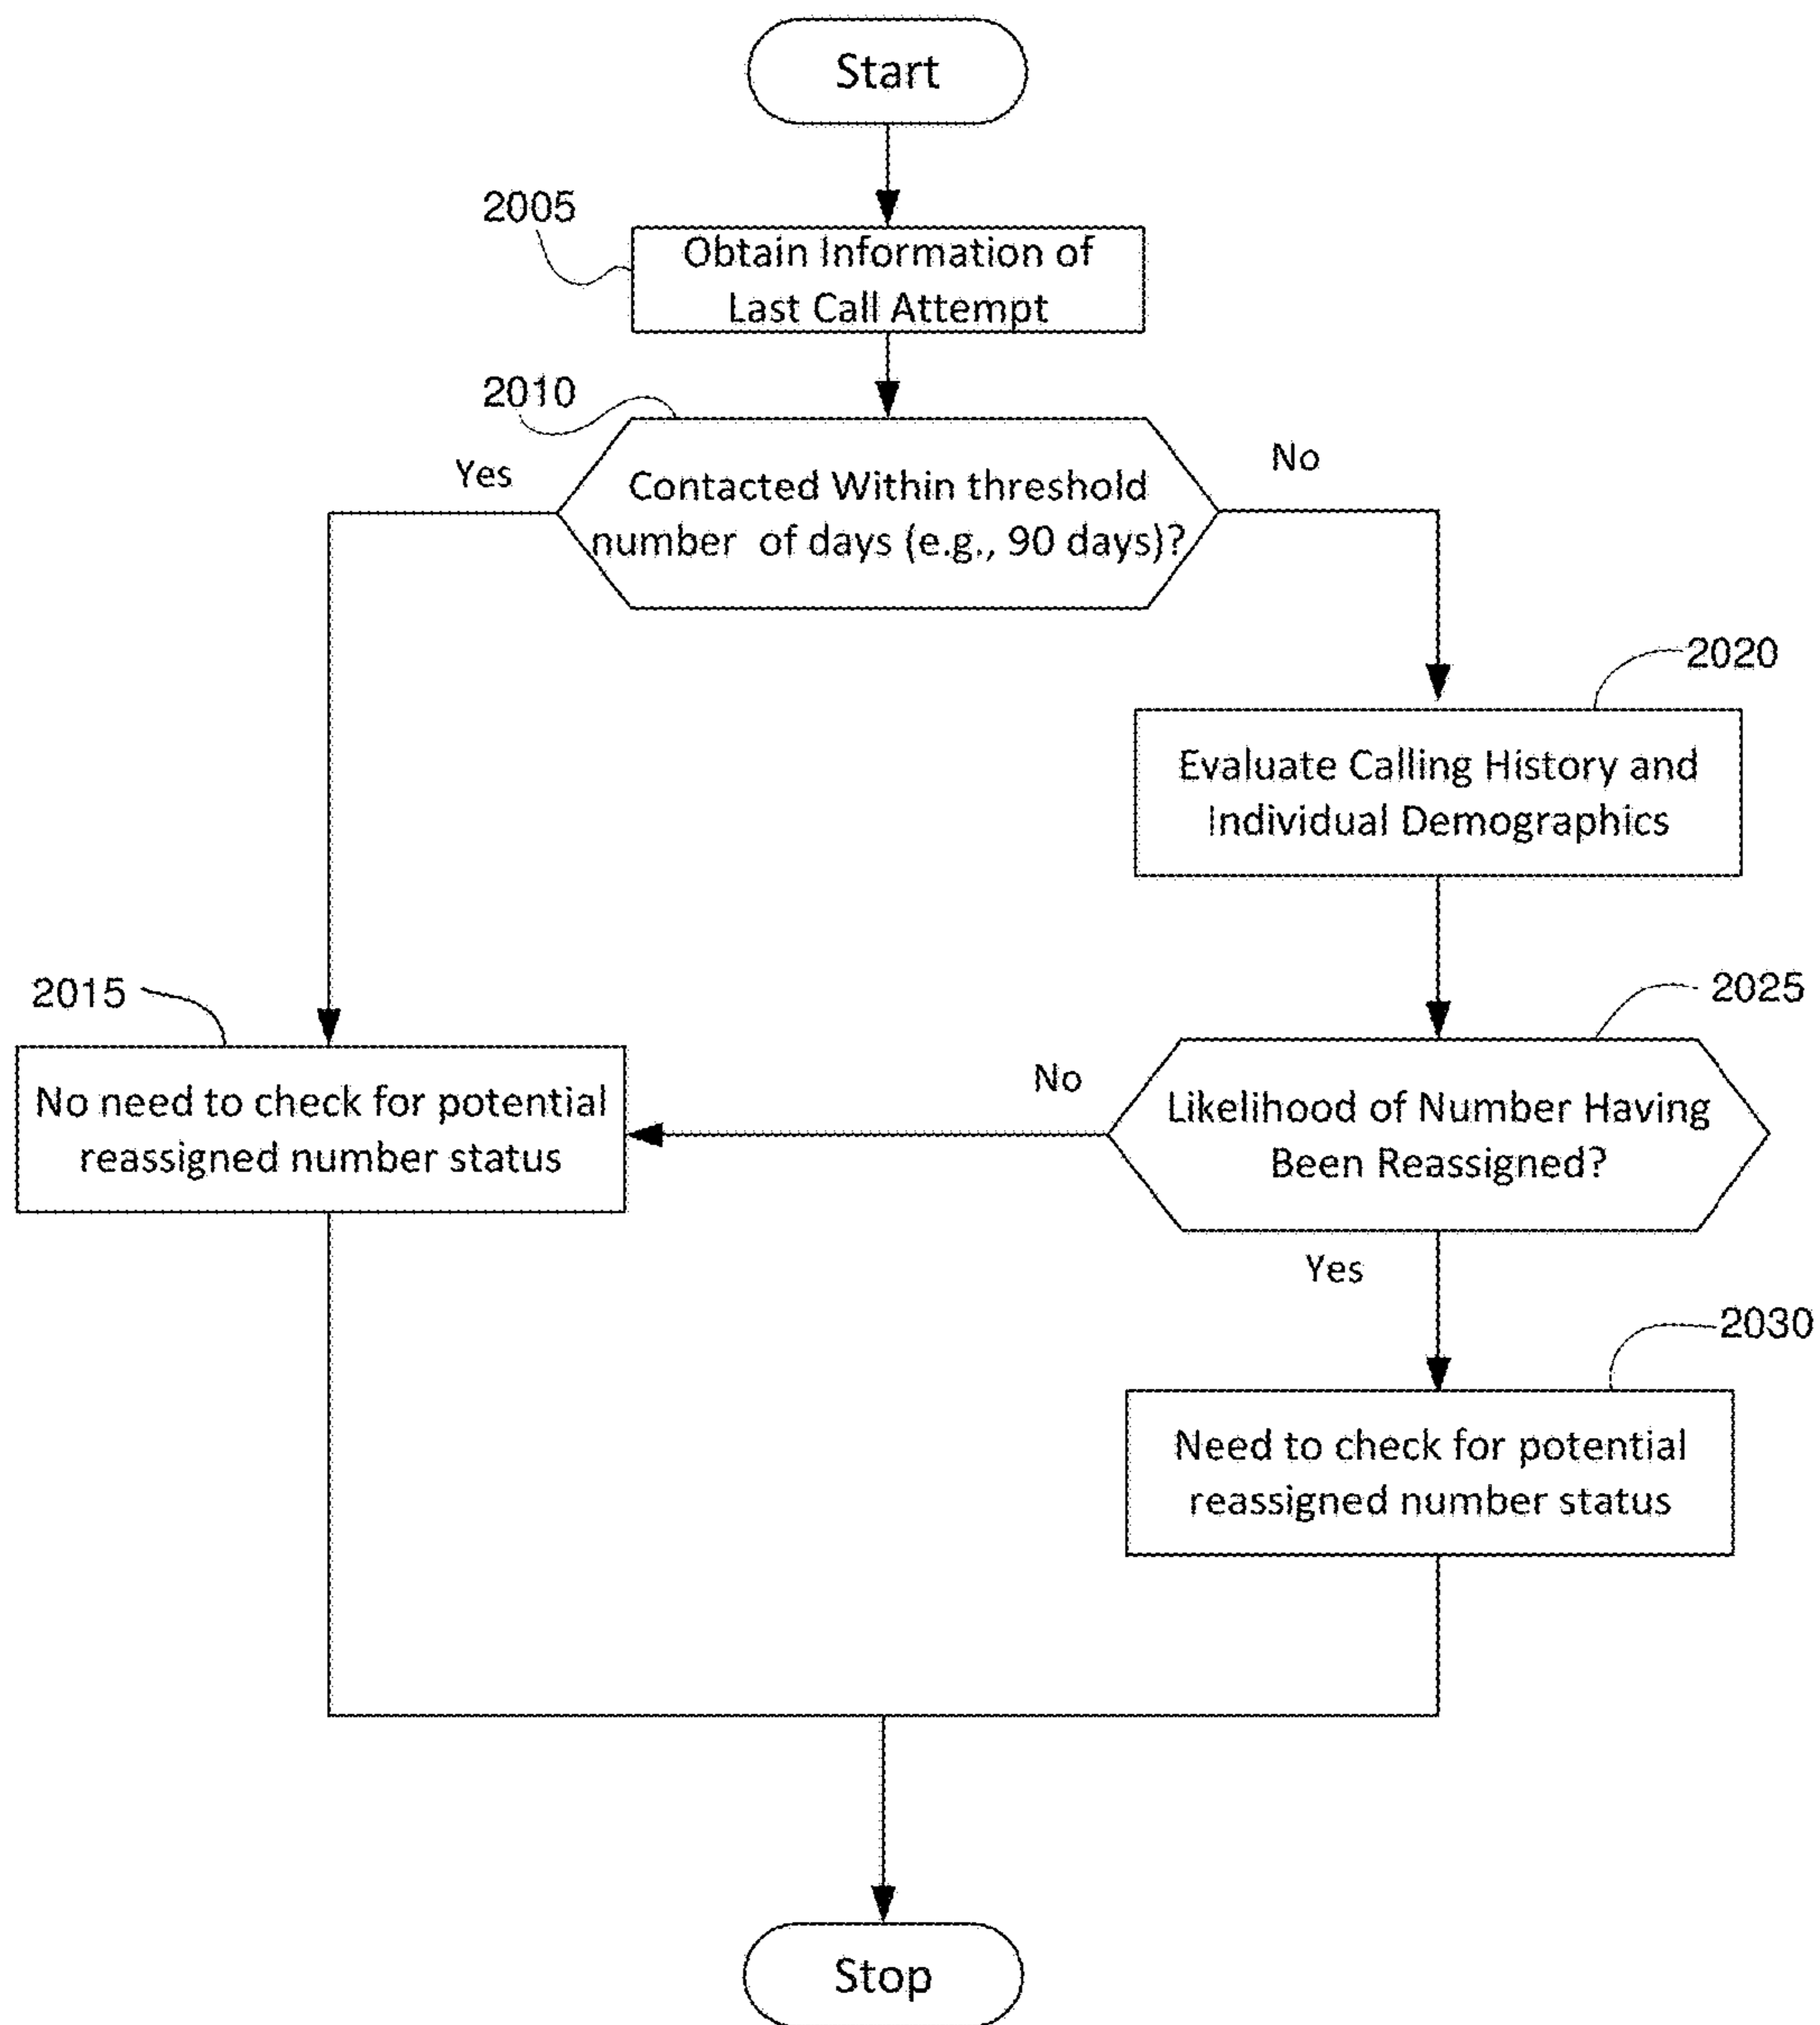 Start
2005
Obtain Information of
Last Call Attempt
2010
Yes
Contacted Within threshold
number of days (e.g., 90 days)?
No
2020
Evaluate Calling History and
Individual Demographics
2015
No need to check for potential
reassigned number status
No
2025
Likelihood of Number Having
Been Reassigned?
Yes
2030
Need to check for potential
reassigned number status
Stop